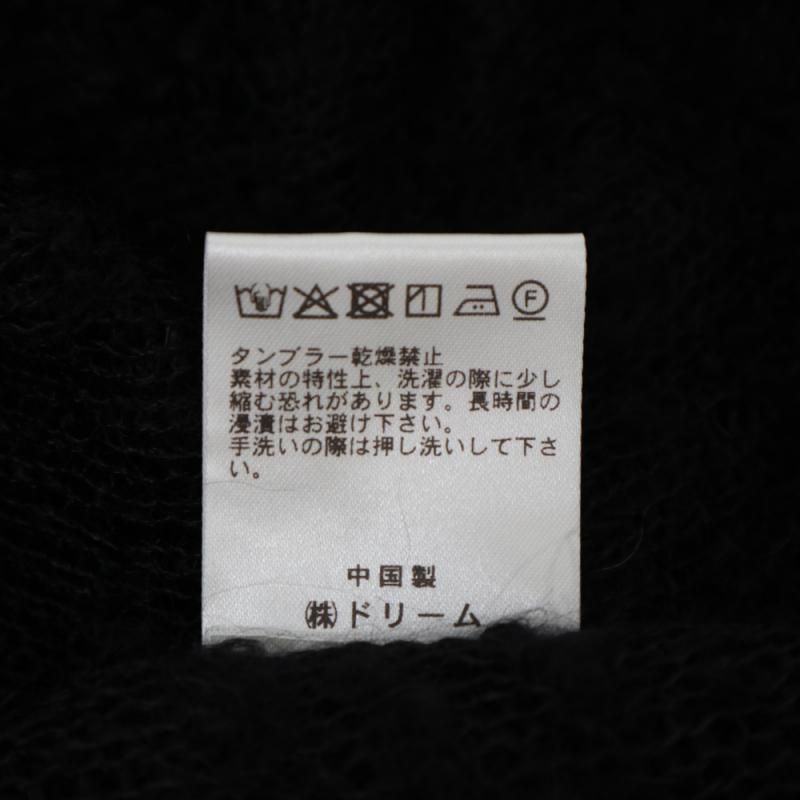 F
タンブラー乾燥禁止
素材の特性上、洗濯の際に少し
縮む恐れがあります。長時間の
浸漬はお避け下さい。
手洗いの際は押し洗いして下さ
い。
中国製
㈱ドリーム